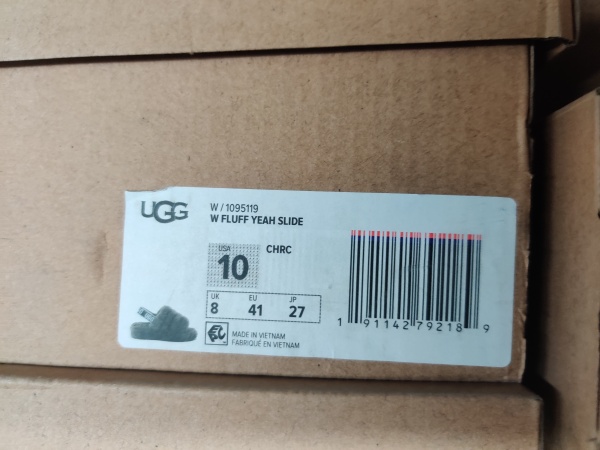 UGG
W / 1095119
W FLUFF YEAH SLIDE
USA
10
CHRC
UK EU JP
8 41 27
MADE IN VIETNAM
FABRIQUÉ EN VIETNAM
1 91142 79218 9